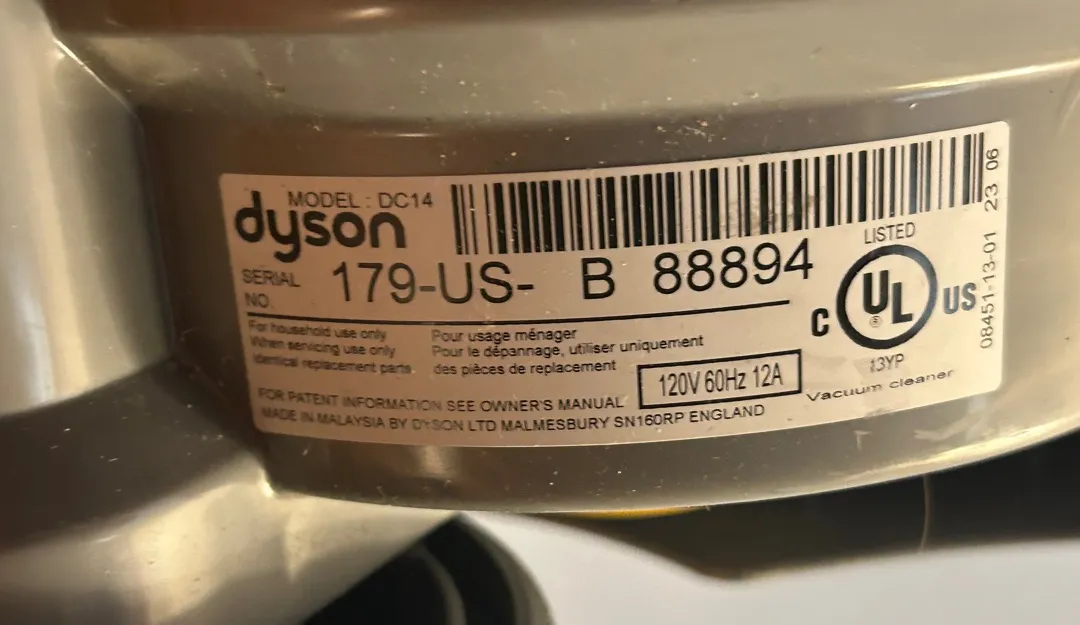 MODEL : DC14
dyson
SERIAL
NO.
179-US- B 88894
For household use only
When servicing use only
identical replacement parts
Pour usage ménager
Pour le dépannage, utiliser uniquement
des pièces de replacement
120V 60Hz 12A
FOR PATENT INFORMATION SEE OWNER'S MANUAL
MADE IN MALAYSIA BY DYSON LTD MALMESBURY SN160RP ENGLAND
LISTED
C UL US
®
13YP
Vacuum cleaner
08451-13-01 23 06